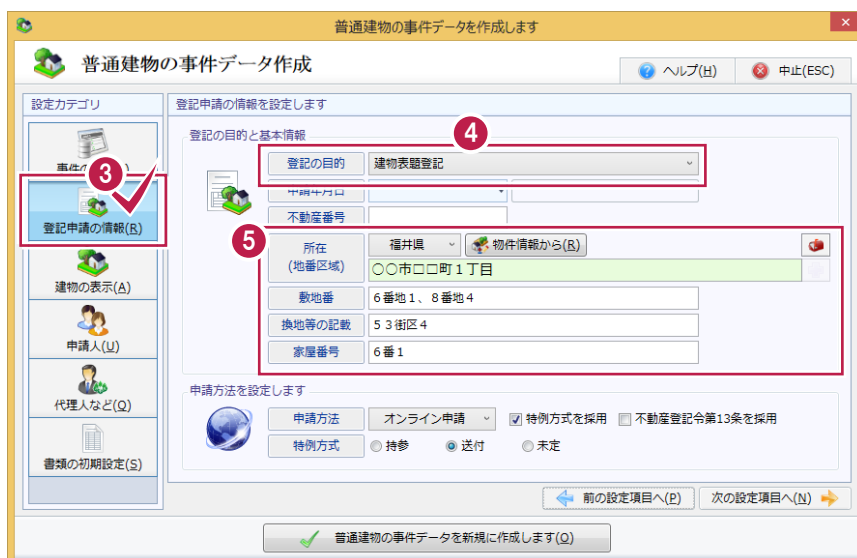 普通建物の事件データを作成します
普通建物の事件データ作成
ヘルプ(H) 中止(ESC)
設定カテゴリ
登記申請の情報を設定します
登記の目的と基本情報
3
登記申請の情報(R)
建物の表示(A)
申請人(U)
代理人など(Q)
書類の初期設定(S)
4
登記の目的 建物表題登記
申請年月日
不動産番号
5
所在 福井県 物件情報から(R)
(地番区域) 〇〇市□□町1丁目
敷地番 6番地1、8番地4
換地等の記載 53街区4
家屋番号 6番1
申請方法を設定します
申請方法 オンライン申請 特例方式を採用 不動産登記令第13条を採用
特例方式 持参 送付 未定
前の設定項目へ(P) 次の設定項目へ(N)
普通建物の事件データを新規に作成します(O)